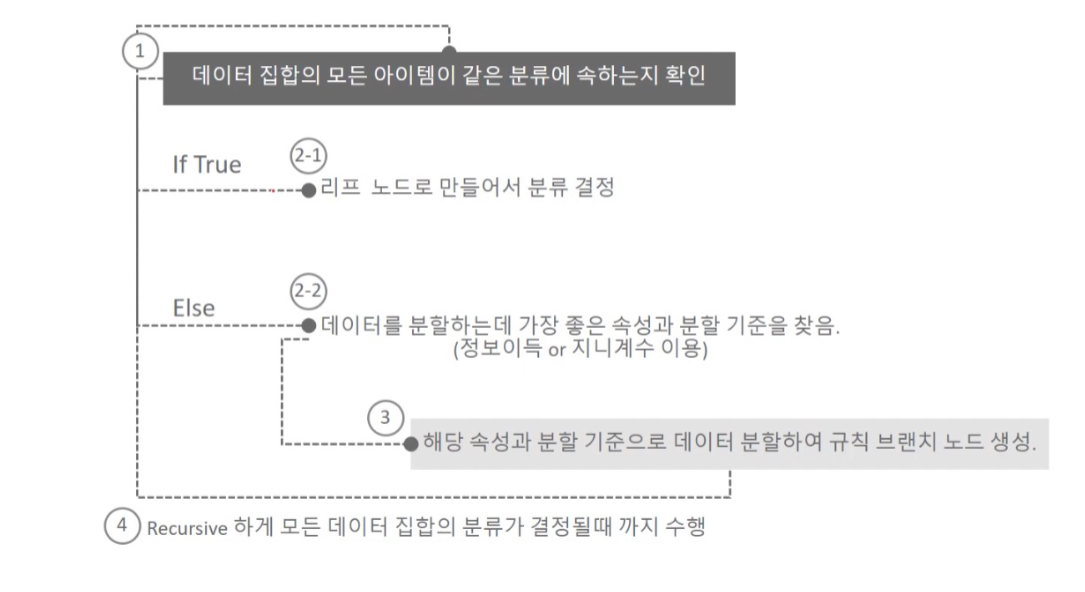 1
데이터 집합의 모든 아이템이 같은 분류에 속하는지 확인
If True
2-1
리프 노드로 만들어서 분류 결정
2-2
Else
데이터를 분할하는데 가장 좋은 속성과 분할 기준을 찾음.
(정보이득 or 지니계수 이용)
3
해당 속성과 분할 기준으로 데이터 분할하여 규칙 브랜치 노드 생성.
4
Recursive 하게 모든 데이터 집합의 분류가 결정될때 까지 수행